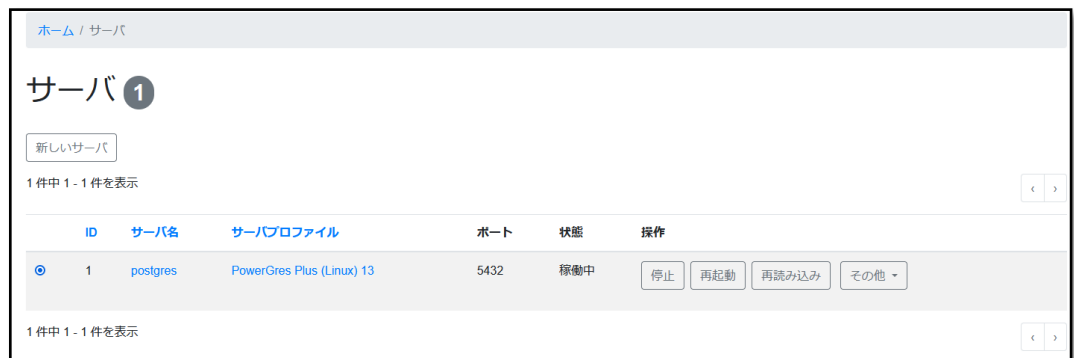 ホーム / サーバ
サーバ 1
新しいサーバ
1 件中 1 - 1 件を表示
‹ ›
ID サーバ名 サーバプロファイル ポート 状態 操作
1 postgres PowerGres Plus (Linux) 13 5432 稼働中 停止 再起動 再読み込み その他
1 件中 1 - 1 件を表示
‹ ›